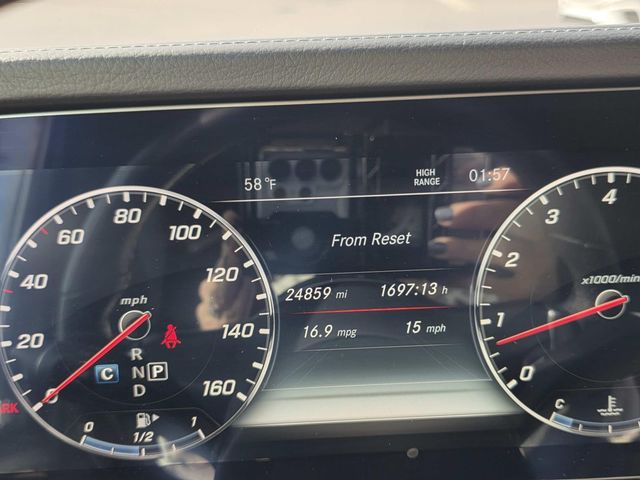 58 °F
HIGH
RANGE
01:57
From Reset
24859 mi 1697:13 h
16.9 mpg 15 mph
0 20 40 60 80 100 120 140 160
mph
R
N P
D
C
0 1/2 1
0 1 2 3 4
x1000/min
C